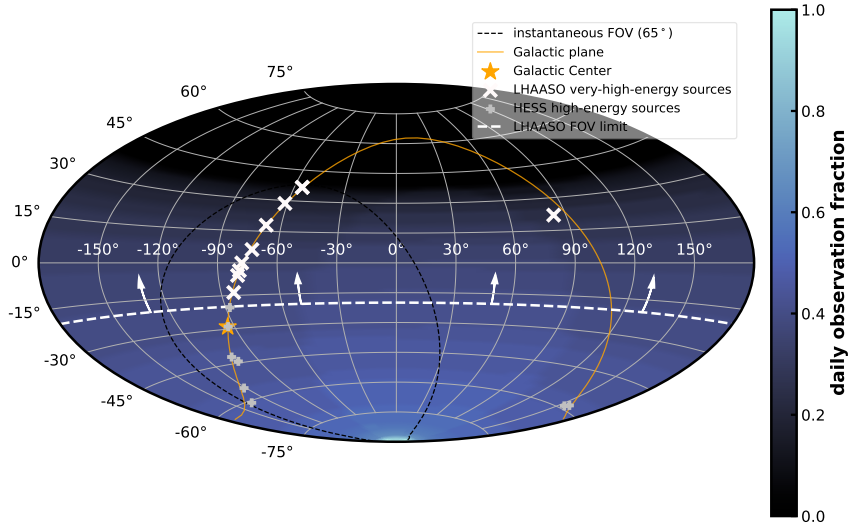 instantaneous FOV (65°)
Galactic plane
Galactic Center
LHAASO very-high-energy sources
HESS high-energy sources
LHAASO FOV limit
75°
60°
45°
30°
15°
0°
-15°
-30°
-45°
-60°
-75°
-150° -120° -90° -60° -30° 0° 30° 60° 90° 120° 150°
1.0
0.8
0.6
0.4
0.2
0.0
daily observation fraction